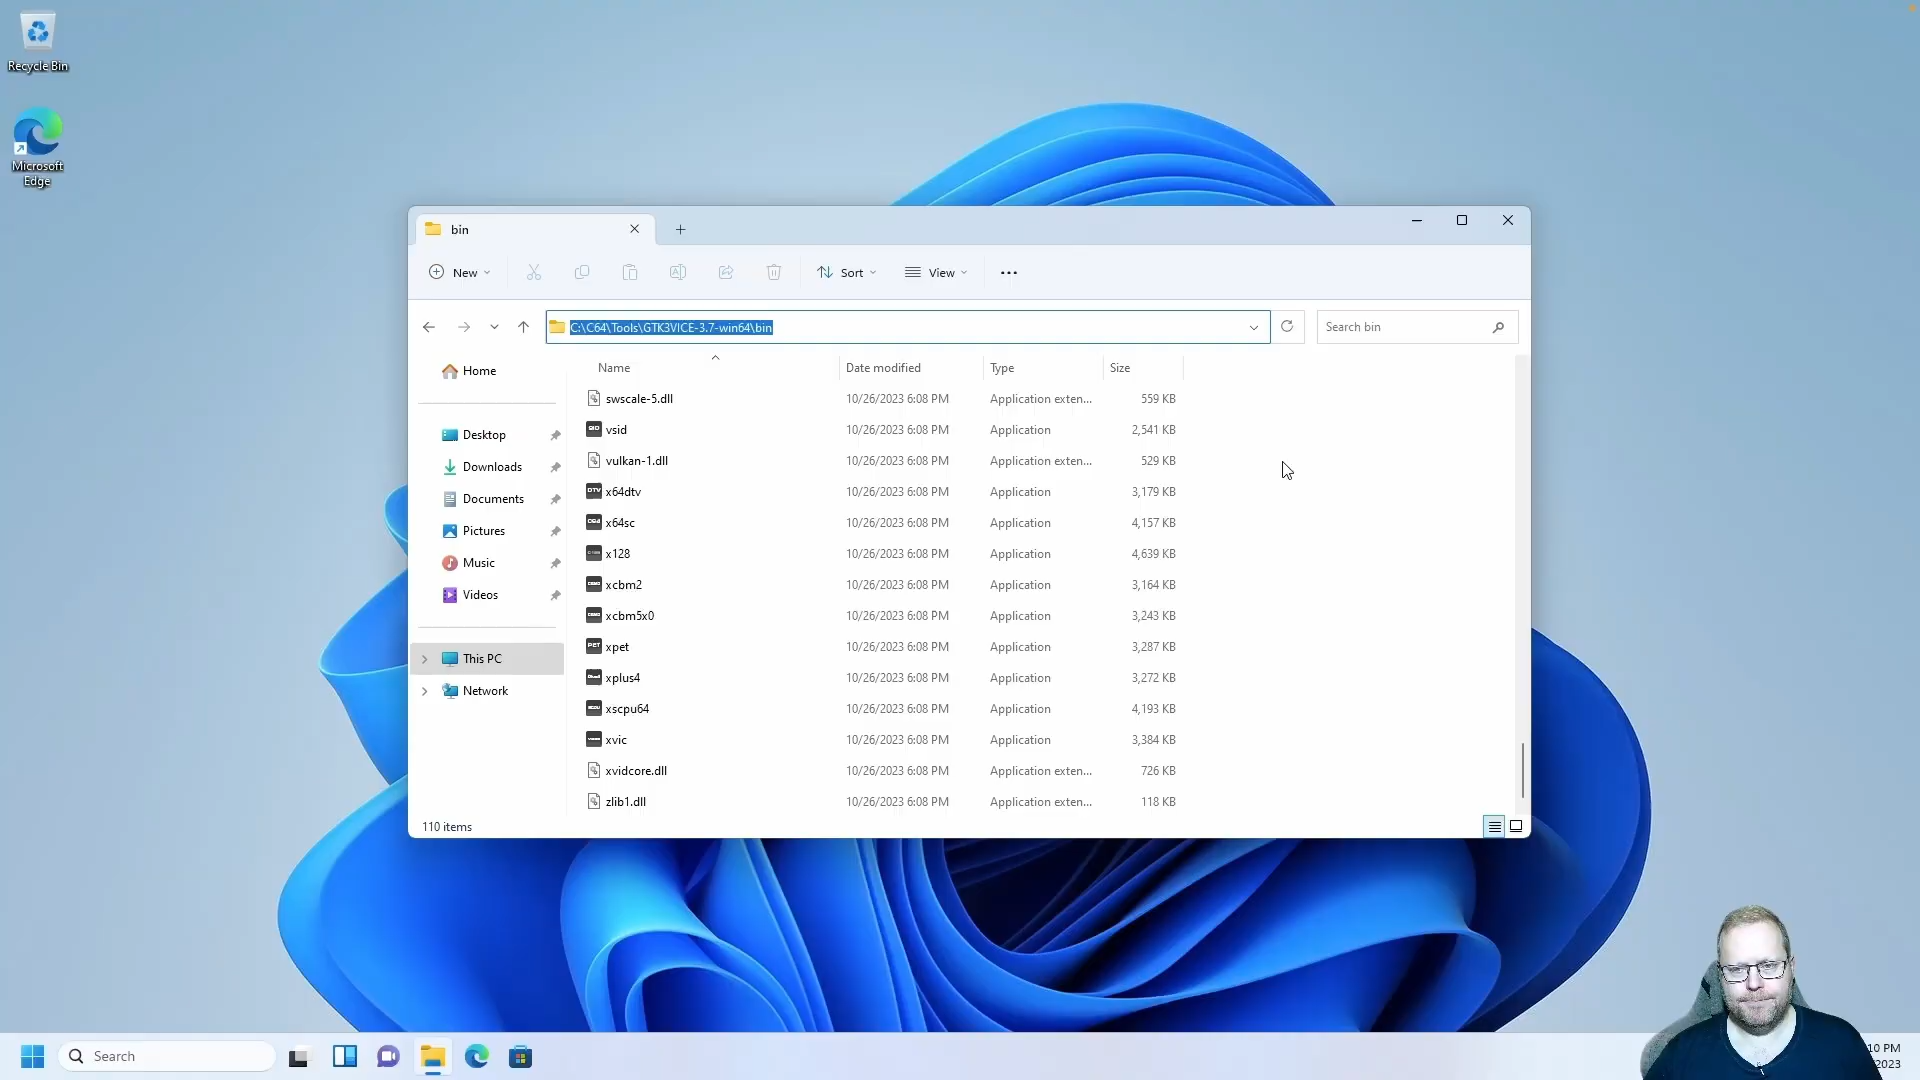 Recycle Bin
Microsoft
Edge
bin
New
Sort
View
C:\C64\Tools\GTK3VICE-3.7-win64\bin
Search bin
Home
Desktop
Downloads
Documents
Pictures
Music
Videos
This PC
Network
Name Date modified Type Size
swscale-5.dll 10/26/2023 6:08 PM Application exten... 559 KB
vsid 10/26/2023 6:08 PM Application 2,541 KB
vulkan-1.dll 10/26/2023 6:08 PM Application exten... 529 KB
x64dtv 10/26/2023 6:08 PM Application 3,179 KB
x64sc 10/26/2023 6:08 PM Application 4,157 KB
x128 10/26/2023 6:08 PM Application 4,639 KB
xcbm2 10/26/2023 6:08 PM Application 3,164 KB
xcbm5x0 10/26/2023 6:08 PM Application 3,243 KB
xpet 10/26/2023 6:08 PM Application 3,287 KB
xplus4 10/26/2023 6:08 PM Application 3,272 KB
xscpu64 10/26/2023 6:08 PM Application 4,193 KB
xvic 10/26/2023 6:08 PM Application 3,384 KB
xvidcore.dll 10/26/2023 6:08 PM Application exten... 726 KB
zlib1.dll 10/26/2023 6:08 PM Application exten... 118 KB
110 items
Search
10 PM
2023